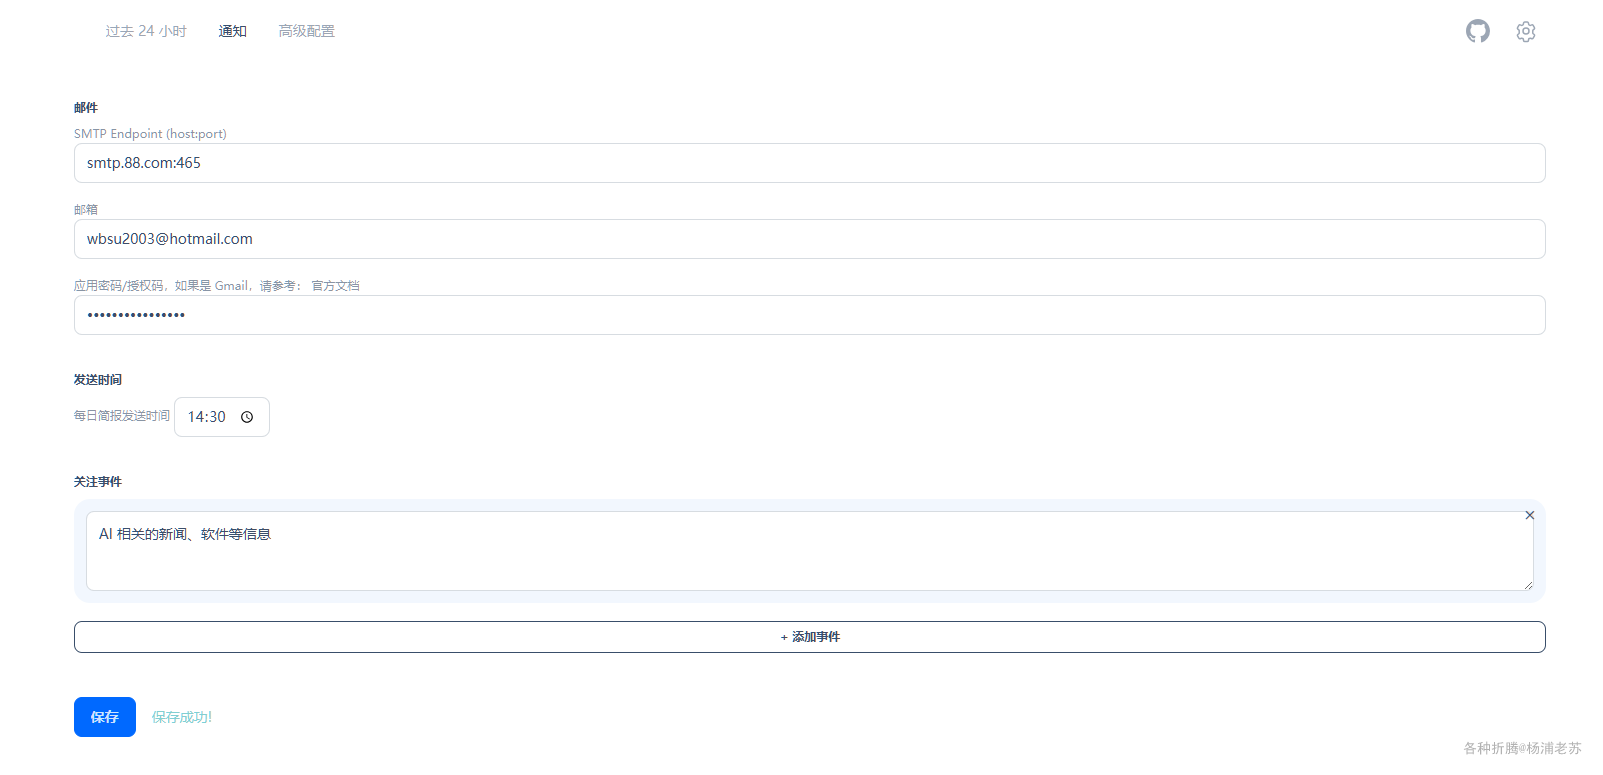 过去 24 小时 通知 高级配置
邮件
SMTP Endpoint (host:port)
smtp.88.com:465
邮箱
wbsu2003@hotmail.com
应用密码/授权码，如果是 Gmail，请参考： 官方文档
••••••••••••••••
发送时间
每日简报发送时间 14:30
关注事件
AI 相关的新闻、软件等信息
+ 添加事件
保存 保存成功!
各种折腾@杨浦老苏